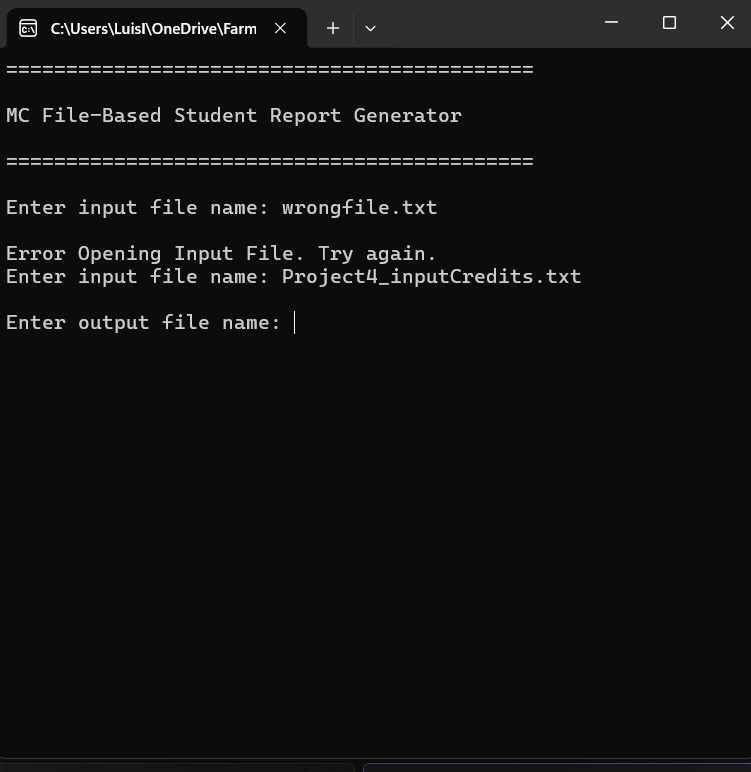 C:\Users\LuisI\OneDrive\Farm
============================================
MC File-Based Student Report Generator
============================================
Enter input file name: wrongfile.txt
Error Opening Input File. Try again.
Enter input file name: Project4_inputCredits.txt
Enter output file name: